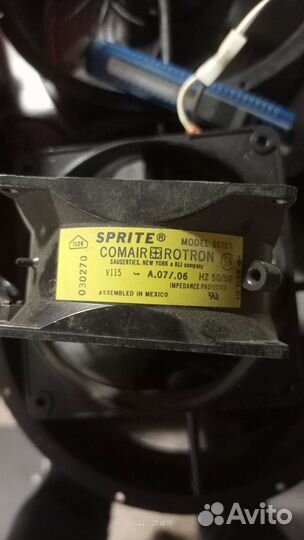 SPRITE® MODEL SU2C7
COMAIR ROTRON
SAUGERTIES, NEW YORK a KLI company
V115 ~ A.07/.06 HZ 50/60
IMPEDANCE PROTECTED
ASSEMBLED IN MEXICO
030270
Avito